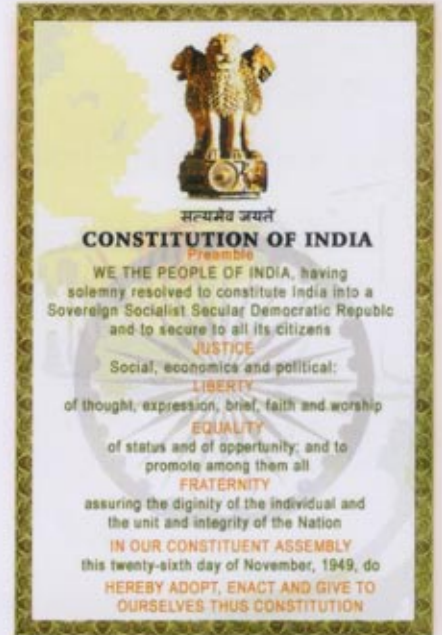 सत्यमेव जयते
CONSTITUTION OF INDIA
Preamble
WE THE PEOPLE OF INDIA, having
solemny resolved to constitute India into a
Sovereign Socialist Secular Democratic Republc
and to secure to all its citizens
JUSTICE
Social, economics and political:
LIBERTY
of thought, expression, brief, faith and worship
EQUALITY
of status and of opportunity; and to
promote among them all
FRATERNITY
assuring the diginity of the individual and
the unit and integrity of the Nation
IN OUR CONSTITUENT ASSEMBLY
this twenty-sixth day of November, 1949, do
HEREBY ADOPT, ENACT AND GIVE TO
OURSELVES THUS CONSTITUTION